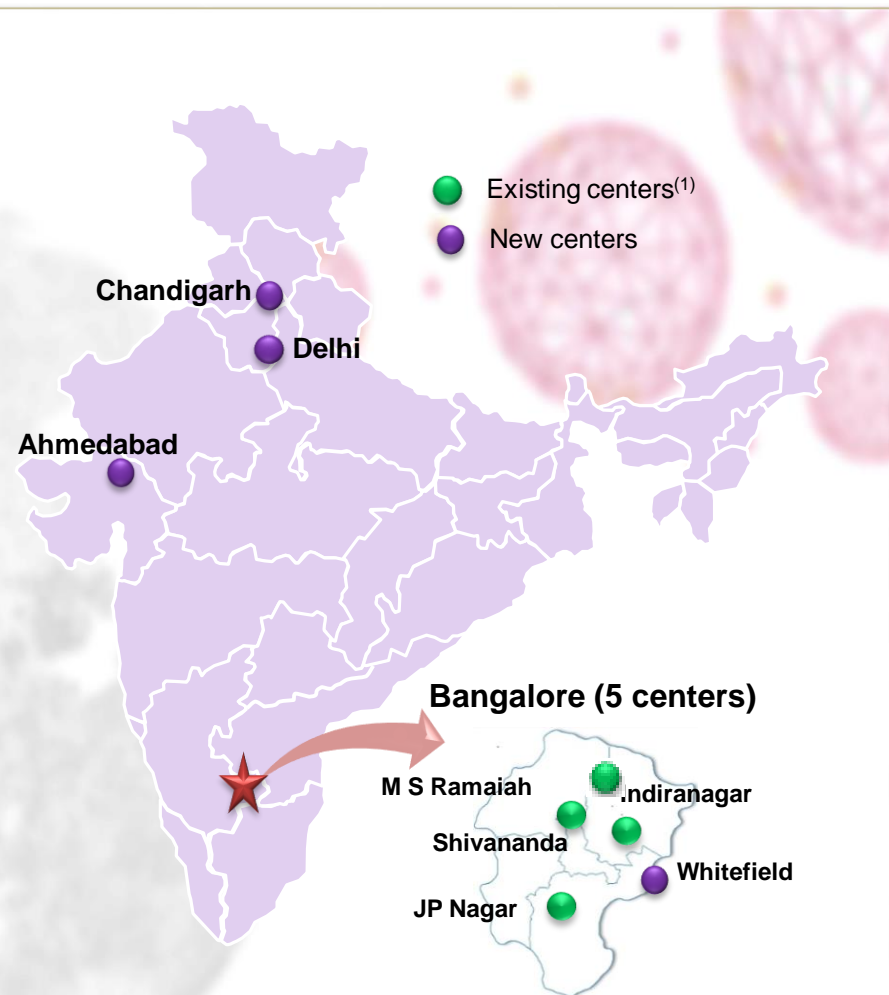 Existing centers(1)
New centers
Chandigarh
Delhi
Ahmedabad
Bangalore (5 centers)
M S Ramaiah
Indiranagar
Shivananda
Whitefield
JP Nagar